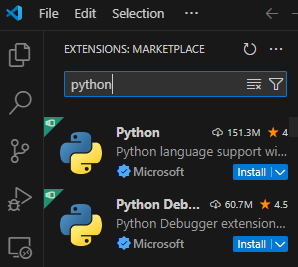 File Edit Selection ...
EXTENSIONS: MARKETPLACE ...
python
Python 151.3M ★ 4
Python language support wi...
Microsoft Install
Python Deb... 60.7M ★ 4.5
Python Debugger extension...
Microsoft Install